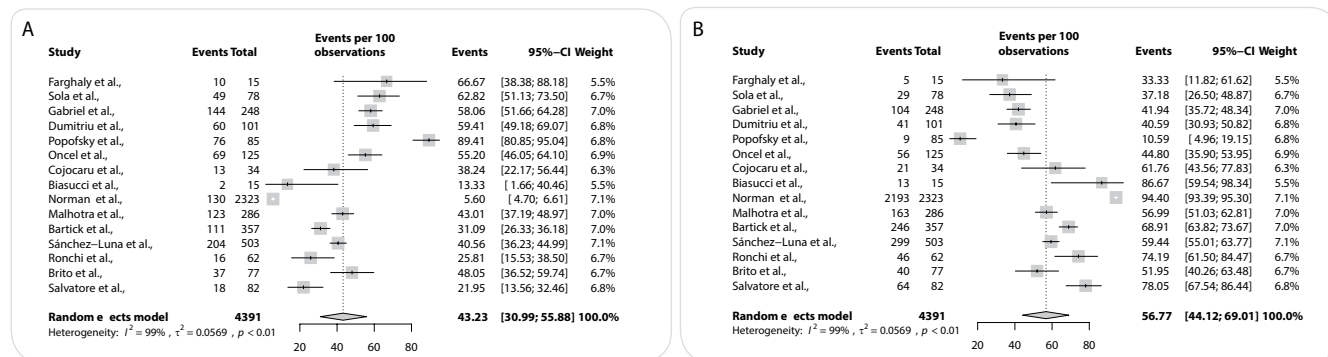 A
Events per 100
Study Events Total observations Events 95%−CI Weight
Farghaly et al., 10 15 66.67 [38.38; 88.18] 5.5%
Sola et al., 49 78 62.82 [51.13; 73.50] 6.7%
Gabriel et al., 144 248 58.06 [51.66; 64.28] 7.0%
Dumitriu et al., 60 101 59.41 [49.18; 69.07] 6.8%
Popofsky et al., 76 85 89.41 [80.85; 95.04] 6.8%
Oncel et al., 69 125 55.20 [46.05; 64.10] 6.9%
Cojocaru et al., 13 34 38.24 [22.17; 56.44] 6.3%
Biasucci et al., 2 15 13.33 [ 1.66; 40.46] 5.5%
Norman et al., 130 2323 5.60 [ 4.70; 6.61] 7.1%
Malhotra et al., 123 286 43.01 [37.19; 48.97] 7.0%
Bartick et al., 111 357 31.09 [26.33; 36.18] 7.0%
Sánchez−Luna et al., 204 503 40.56 [36.23; 44.99] 7.1%
Ronchi et al., 16 62 25.81 [15.53; 38.50] 6.7%
Brito et al., 37 77 48.05 [36.52; 59.74] 6.7%
Salvatore et al., 18 82 21.95 [13.56; 32.46] 6.8%
Random e ects model 4391 43.23 [30.99; 55.88] 100.0%
Heterogeneity: I² = 99%, τ² = 0.0569 , p < 0.01
20 40 60 80
B
Events per 100
Study Events Total observations Events 95%−CI Weight
Farghaly et al., 5 15 33.33 [11.82; 61.62] 5.5%
Sola et al., 29 78 37.18 [26.50; 48.87] 6.7%
Gabriel et al., 104 248 41.94 [35.72; 48.34] 7.0%
Dumitriu et al., 41 101 40.59 [30.93; 50.82] 6.8%
Popofsky et al., 9 85 10.59 [ 4.96; 19.15] 6.8%
Oncel et al., 56 125 44.80 [35.90; 53.95] 6.9%
Cojocaru et al., 21 34 61.76 [43.56; 77.83] 6.3%
Biasucci et al., 13 15 86.67 [59.54; 98.34] 5.5%
Norman et al., 2193 2323 94.40 [93.39; 95.30] 7.1%
Malhotra et al., 163 286 56.99 [51.03; 62.81] 7.0%
Bartick et al., 246 357 68.91 [63.82; 73.67] 7.0%
Sánchez−Luna et al., 299 503 59.44 [55.01; 63.77] 7.1%
Ronchi et al., 46 62 74.19 [61.50; 84.47] 6.7%
Brito et al., 40 77 51.95 [40.26; 63.48] 6.7%
Salvatore et al., 64 82 78.05 [67.54; 86.44] 6.8%
Random e ects model 4391 56.77 [44.12; 69.01] 100.0%
Heterogeneity: I² = 99%, τ² = 0.0569 , p < 0.01
20 40 60 80